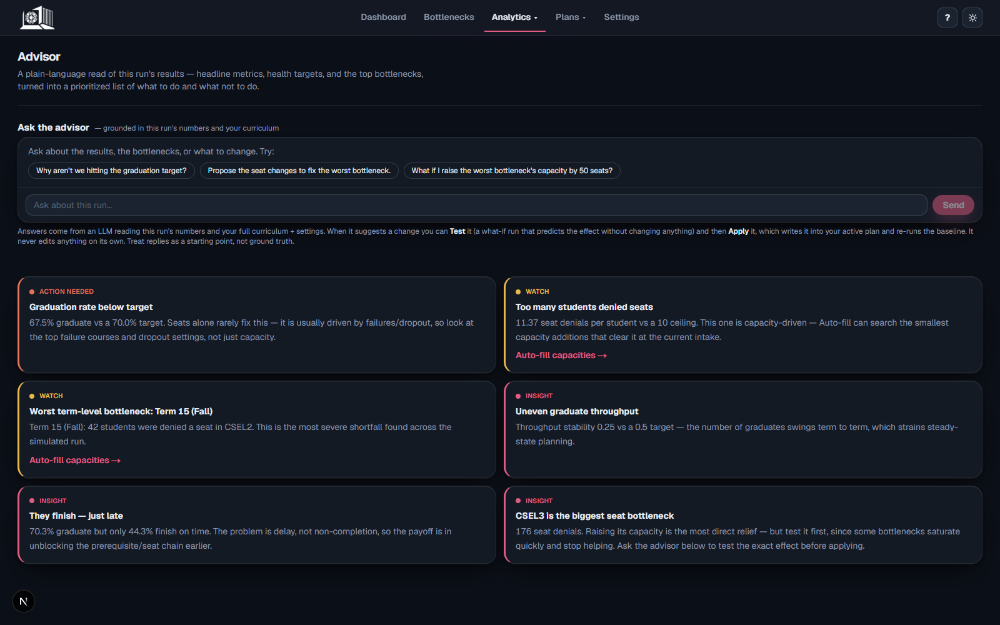 Dashboard Bottlenecks Analytics ▾ Plans ▾ Settings ?
Advisor
A plain-language read of this run's results — headline metrics, health targets, and the top bottlenecks,
turned into a prioritized list of what to do and what not to do.
Ask the advisor — grounded in this run's numbers and your curriculum
Ask about the results, the bottlenecks, or what to change. Try:
Why aren't we hitting the graduation target? Propose the seat changes to fix the worst bottleneck. What if I raise the worst bottleneck's capacity by 50 seats?
Ask about this run... Send
Answers come from an LLM reading this run's numbers and your full curriculum + settings. When it suggests a change you can Test it (a what-if run that predicts the effect without changing anything) and then Apply it, which writes it into your active plan and re-runs the baseline. It
never edits anything on its own. Treat replies as a starting point, not ground truth.
ACTION NEEDED
Graduation rate below target
67.5% graduate vs a 70.0% target. Seats alone rarely fix this — it is usually driven by failures/dropout, so look at
the top failure courses and dropout settings, not just capacity.
WATCH
Too many students denied seats
11.37 seat denials per student vs a 10 ceiling. This one is capacity-driven — Auto-fill can search the smallest
capacity additions that clear it at the current intake.
Auto-fill capacities →
WATCH
Worst term-level bottleneck: Term 15 (Fall)
Term 15 (Fall): 42 students were denied a seat in CSEL2. This is the most severe shortfall found across the
simulated run.
Auto-fill capacities →
INSIGHT
Uneven graduate throughput
Throughput stability 0.25 vs a 0.5 target — the number of graduates swings term to term, which strains steady-
state planning.
INSIGHT
They finish — just late
70.3% graduate but only 44.3% finish on time. The problem is delay, not non-completion, so the payoff is in
unblocking the prerequisite/seat chain earlier.
INSIGHT
CSEL3 is the biggest seat bottleneck
176 seat denials. Raising its capacity is the most direct relief — but test it first, since some bottlenecks saturate
quickly and stop helping. Ask the advisor below to test the exact effect before applying.
N